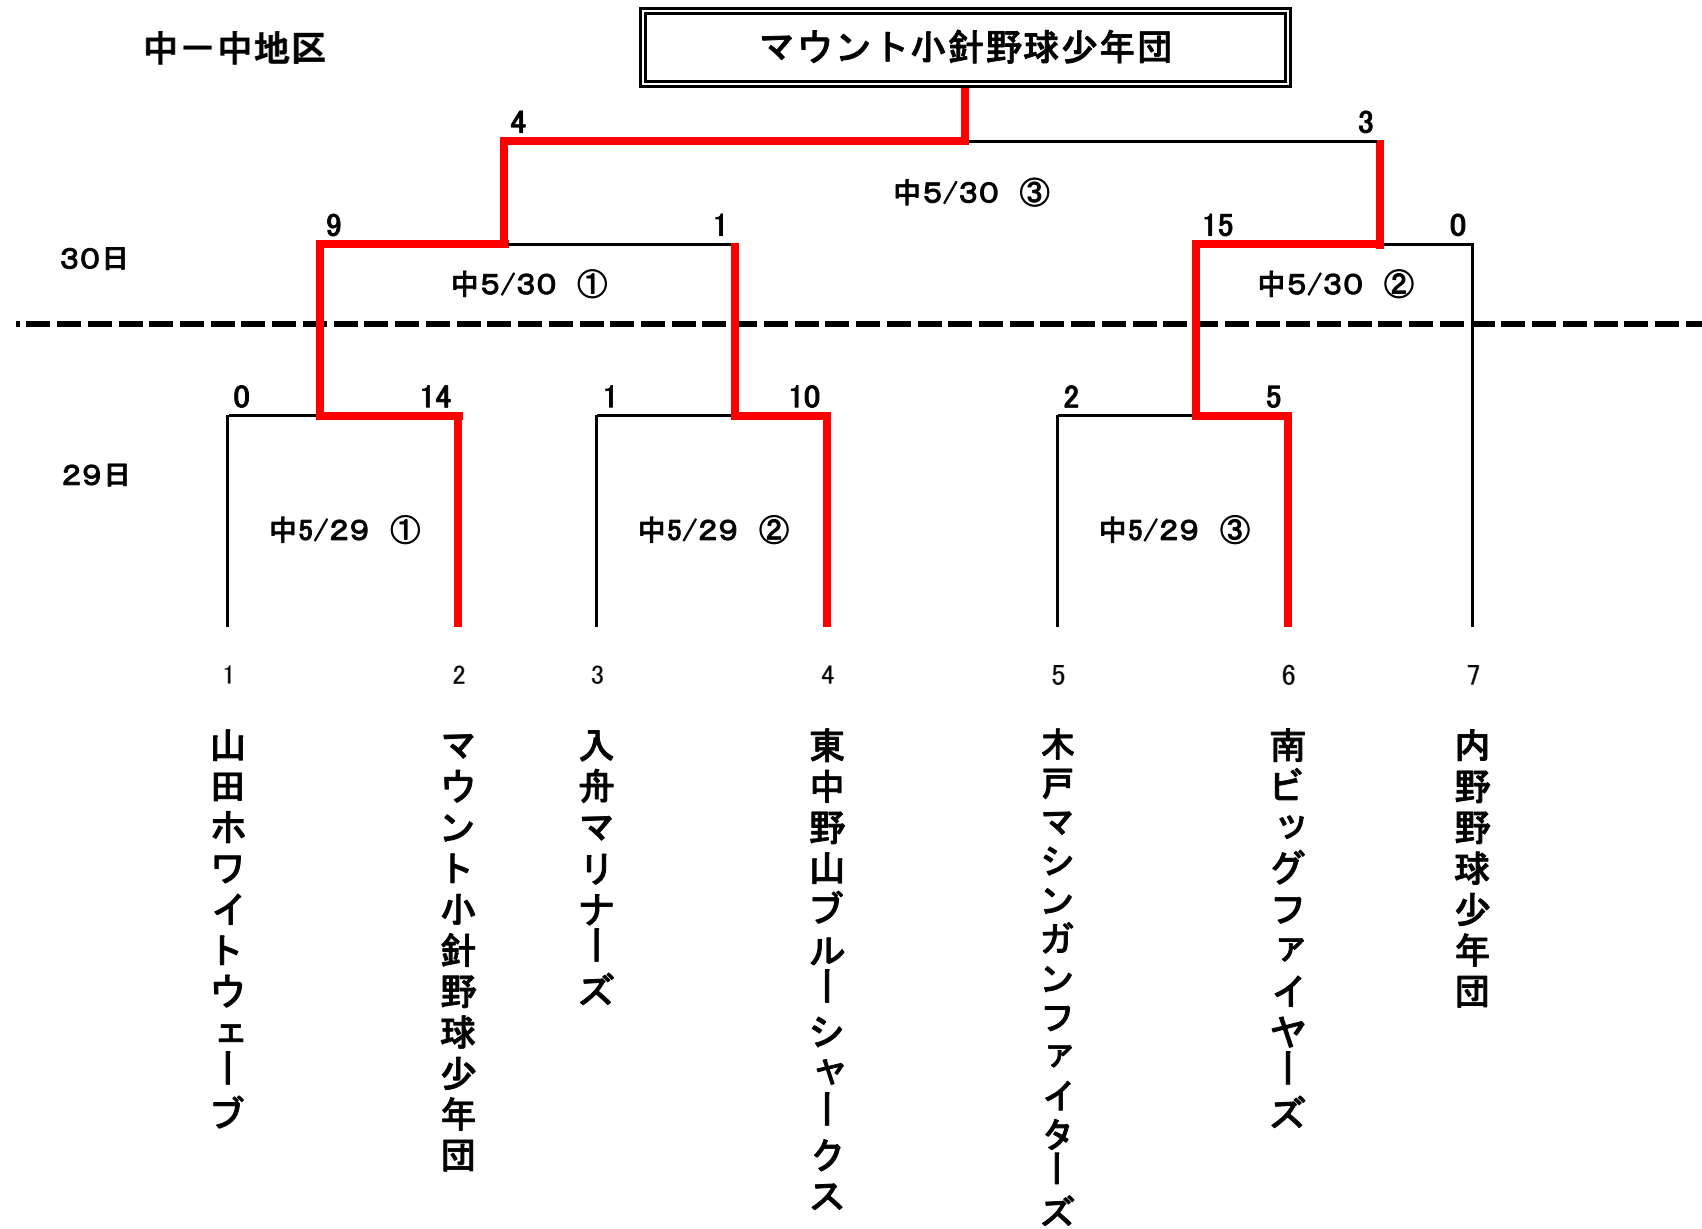 中ー中地区
マウント小針野球少年団
4
3
中5/30 ③
9
1
15
0
30日
中5/30 ①
中5/30 ②
0
14
1
10
2
5
29日
中5/29 ①
中5/29 ②
中5/29 ③
1
2
3
4
5
6
7
山田ホワイトウェーブ
マウント小針野球少年団
入舟マリナーズ
東中野山ブルーシャークス
木戸マシンガンファイターズ
南ビッグファイヤーズ
内野野球少年団